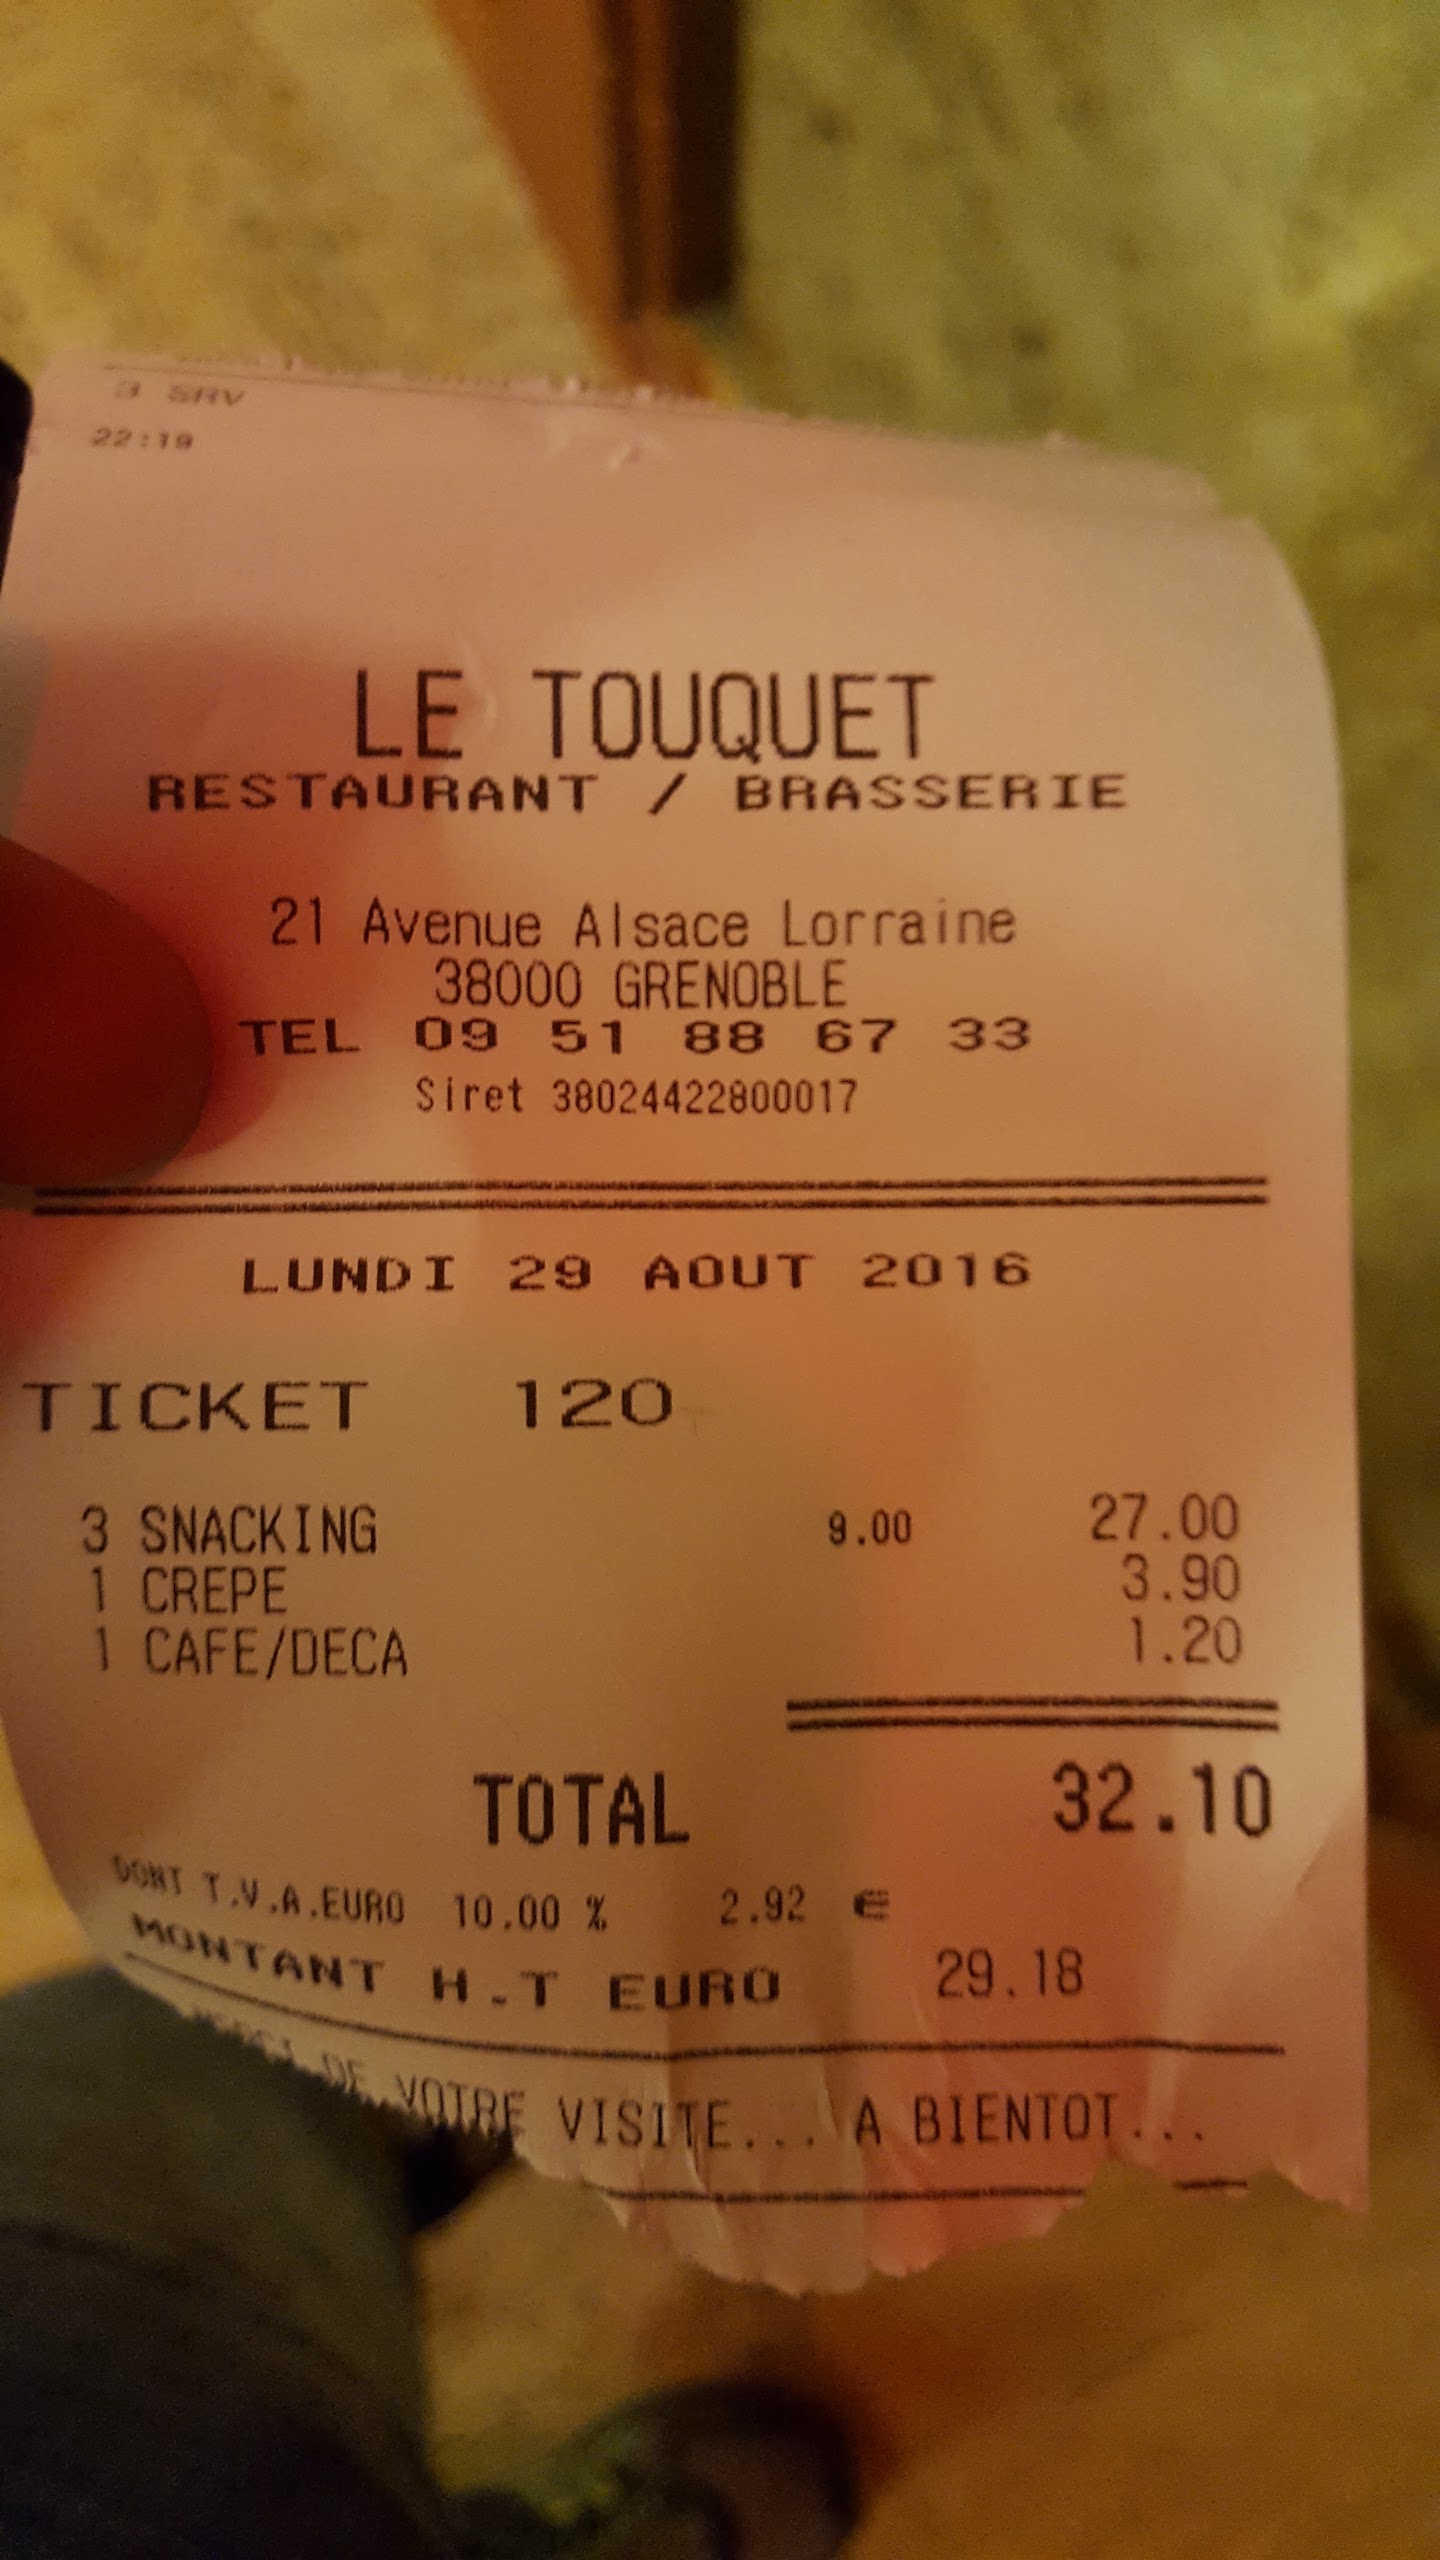 3 SRV
22:19
LE TOUQUET
RESTAURANT / BRASSERIE
21 Avenue Alsace Lorraine
38000 GRENOBLE
TEL 09 51 88 67 33
Siret 38024422800017
LUNDI 29 AOUT 2016
TICKET 120
3 SNACKING 9.00 27.00
1 CREPE 3.90
1 CAFE/DECA 1.20
TOTAL 32.10
DONT T.V.A.EURO 10.00 % 2.92 €
MONTANT H.T EURO 29.18
MERCI DE VOTRE VISITE... A BIENTOT...